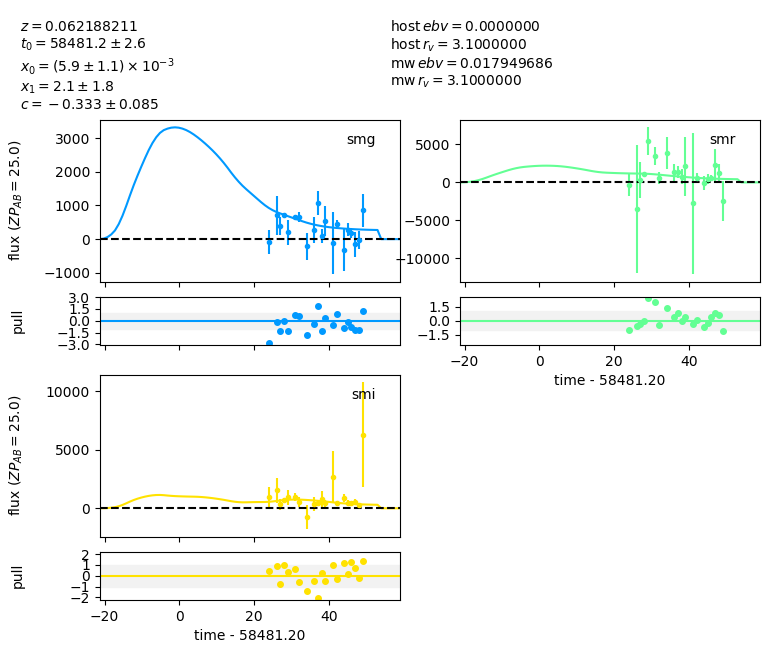 z = 0.062188211
t₀ = 58481.2 ± 2.6
x₀ = (5.9 ± 1.1) × 10⁻³
x₁ = 2.1 ± 1.8
c = −0.333 ± 0.085
host ebv = 0.0000000
host r_v = 3.1000000
mw ebv = 0.017949686
mw r_v = 3.1000000
smg
flux (ZP_AB = 25.0)
3000
2000
1000
0
−1000
pull
3.0
1.5
0.0
−1.5
−3.0
smr
5000
0
−5000
−10000
1.5
0.0
−1.5
−20 0 20 40
time - 58481.20
smi
flux (ZP_AB = 25.0)
10000
5000
0
pull
2
1
0
−1
−2
−20 0 20 40
time - 58481.20